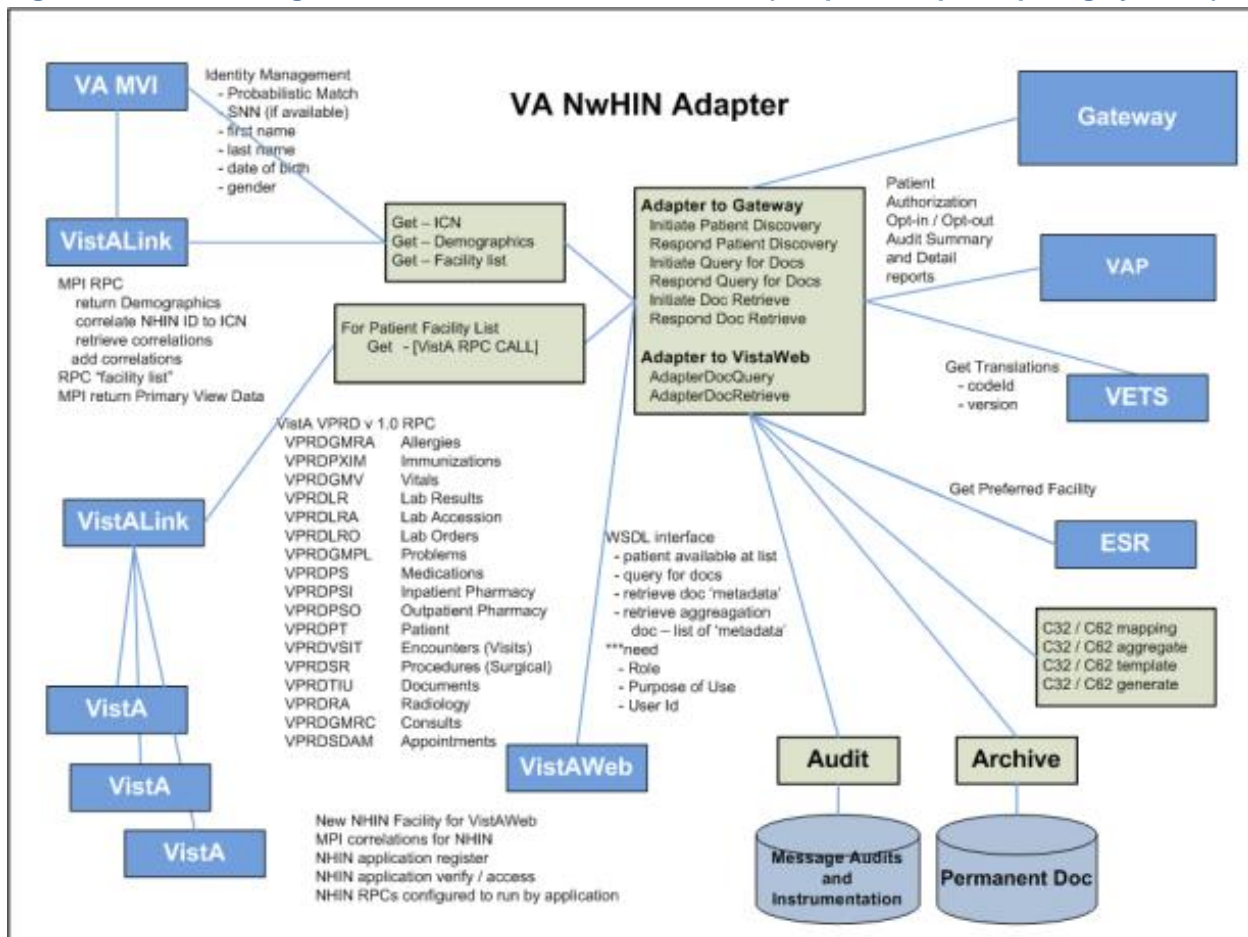 VA NwHIN Adapter
VA MVI
Identity Management
- Probabilistic Match
- SNN (if available)
- first name
- last name
- date of birth
- gender
Gateway
VistALink
MPI RPC
return Demographics
correlate NHIN ID to ICN
retrieve correlations
add correlations
RPC "facility list"
MPI return Primary View Data
Get – ICN
Get – Demographics
Get – Facility list
For Patient Facility List
Get - [VistA RPC CALL]
Adapter to Gateway
Initiate Patient Discovery
Respond Patient Discovery
Initiate Query for Docs
Respond Query for Docs
Initiate Doc Retrieve
Respond Doc Retrieve
Adapter to VistaWeb
AdapterDocQuery
AdapterDocRetrieve
Patient
Authorization
Opt-in / Opt-out
Audit Summary
and Detail
reports
VAP
Get Translations
- codeId
- version
VETS
Get Preferred Facility
ESR
VistA VPRD v 1.0 RPC
VPRDGMRA Allergies
VPRDPXIM Immunizations
VPRDGMV Vitals
VPRDLR Lab Results
VPRDLRA Lab Accession
VPRDLRO Lab Orders
VPRDGMPL Problems
VPRDPS Medications
VPRDPSI Inpatient Pharmacy
VPRDPSO Outpatient Pharmacy
VPRDPT Patient
VPRDVSIT Encounters (Visits)
VPRDSR Procedures (Surgical)
VPRDTIU Documents
VPRDRA Radiology
VPRDGMRC Consults
VPRDSDAM Appointments
VistALink
VistA
VistA
VistA
WSDL interface
- patient available at list
- query for docs
- retrieve doc 'metadata'
- retrieve aggreagation
doc – list of 'metadata'
***need
- Role
- Purpose of Use
- User Id
VistAWeb
C32 / C62 mapping
C32 / C62 aggregate
C32 / C62 template
C32 / C62 generate
Audit
Archive
Message Audits
and
Instrumentation
Permanent Doc
New NHIN Facility for VistAWeb
MPI correlations for NHIN
NHIN application register
NHIN application verify / access
NHIN RPCs configured to run by application